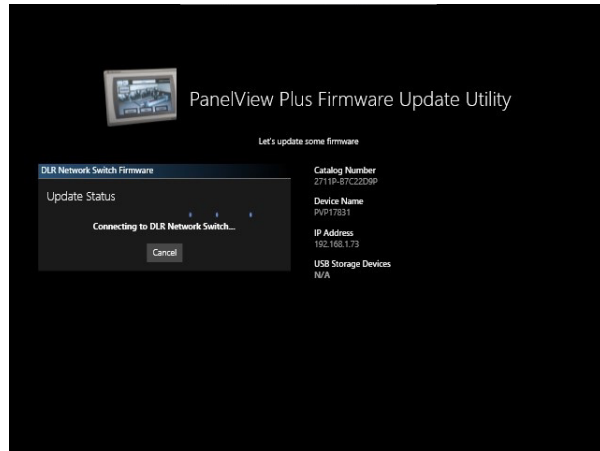 PanelView Plus Firmware Update Utility
Let's update some firmware
DLR Network Switch Firmware
Update Status
Connecting to DLR Network Switch...
Cancel
Catalog Number
2711P-B7C22D9P
Device Name
PVP17831
IP Address
192.168.1.73
USB Storage Devices
N/A